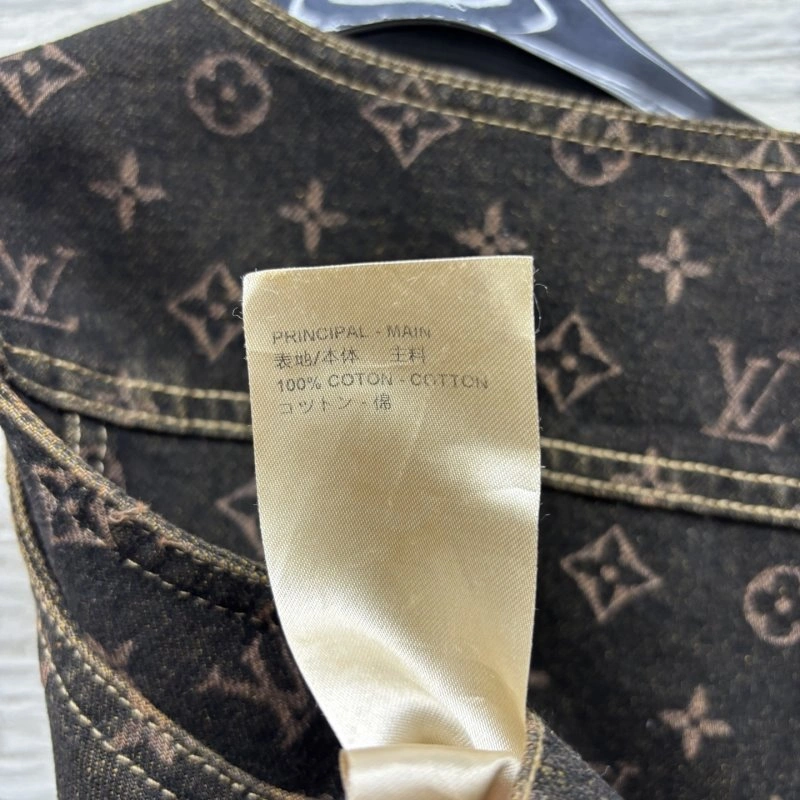 PRINCIPAL - MAIN
表地/本体 主料
100% COTON - COTTON
コットン - 棉